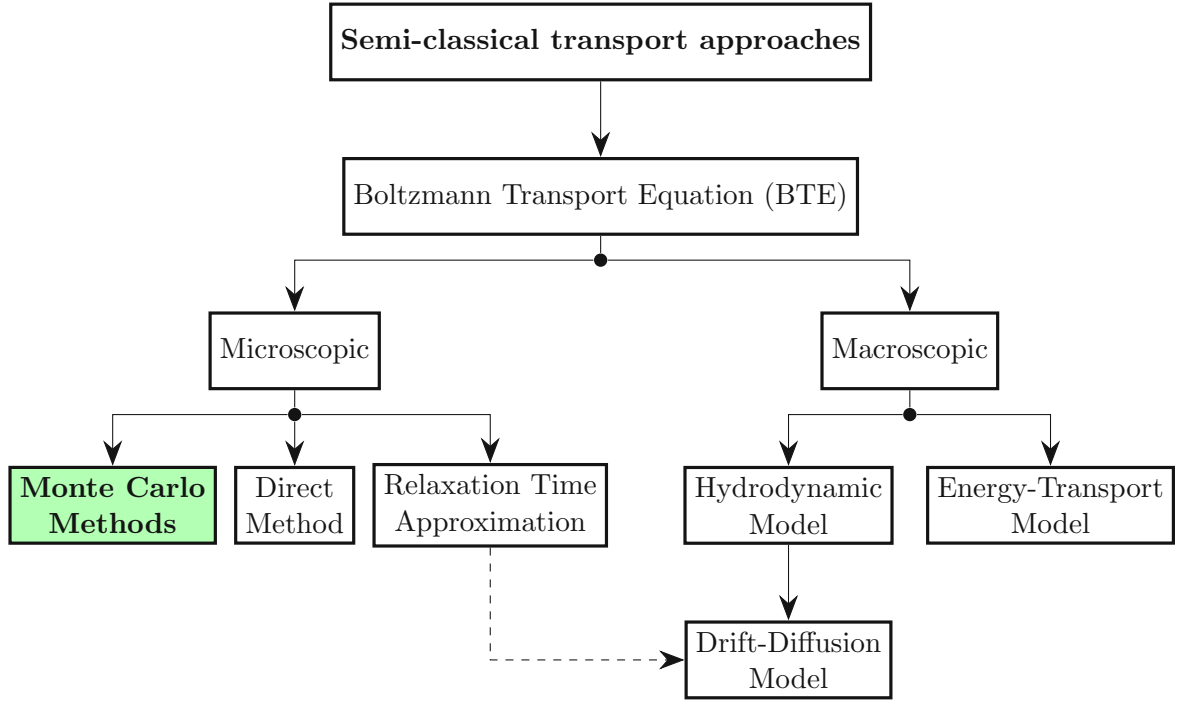 Semi-classical transport approaches
Boltzmann Transport Equation (BTE)
Microscopic
Macroscopic
Monte Carlo
Methods
Direct
Method
Relaxation Time
Approximation
Hydrodynamic
Model
Energy-Transport
Model
Drift-Diffusion
Model